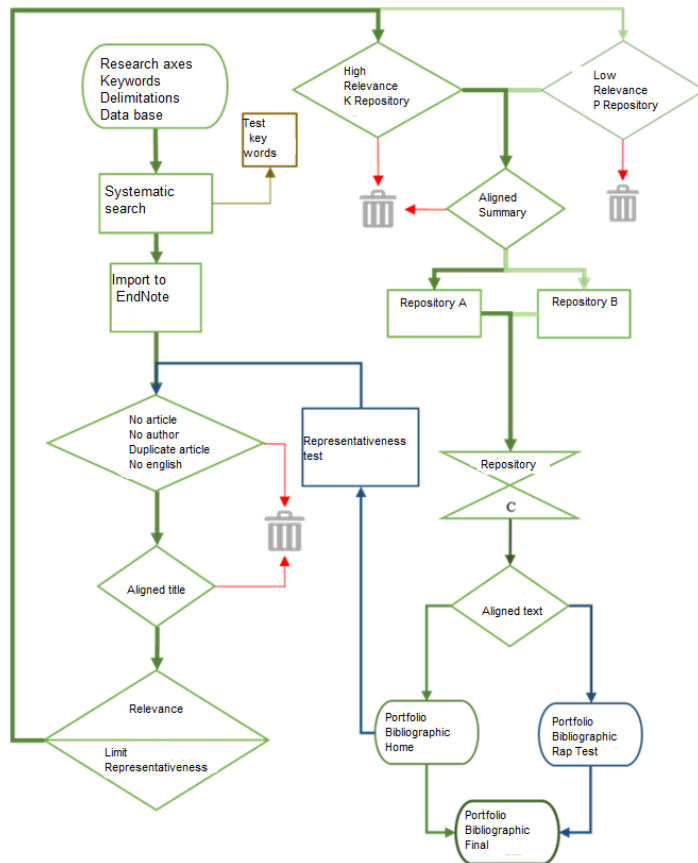 Research axes
Keywords
Delimitations
Data base
Test
key
words
Systematic
search
Import to
EndNote
No article
No author
Duplicate article
No english
Aligned title
Relevance
Limit
Representativeness
Representativeness
test
High
Relevance
K Repository
Low
Relevance
P Repository
Aligned
Summary
Repository A
Repository B
Repository
C
Aligned text
Portfolio
Bibliographic
Home
Portfolio
Bibliographic
Rap Test
Portfolio
Bibliographic
Final